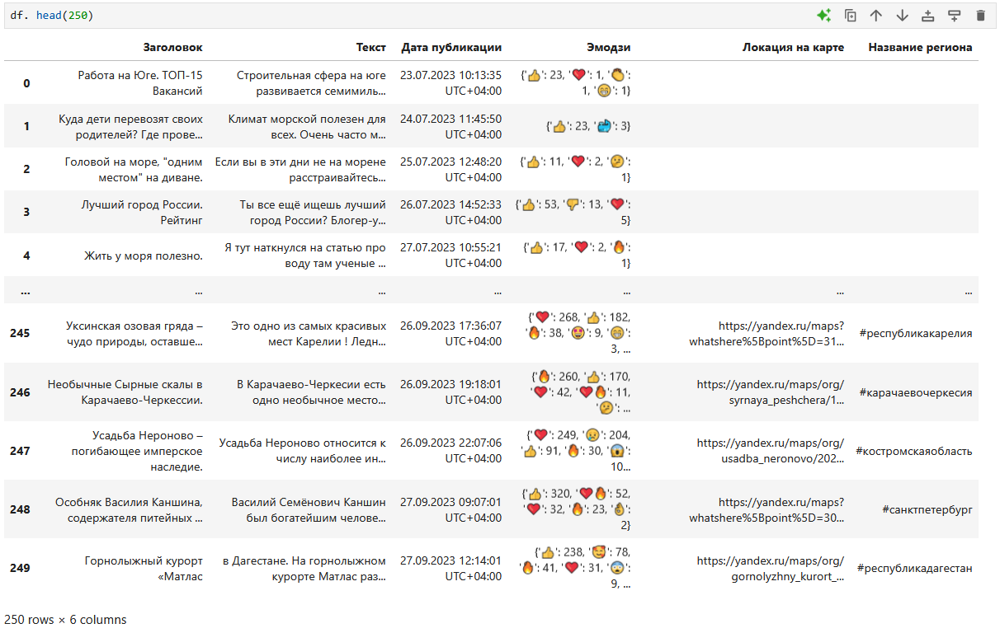 df. head(250)
Заголовок Текст Дата публикации Эмодзи Локация на карте Название региона
0 Работа на Юге. ТОП-15 Строительная сфера на юге 23.07.2023 10:13:35 {'👍': 23, '❤': 1, '👏':
Вакансий развивается семимиль... UTC+04:00 1, '😁': 1}
1 Куда дети перевозят своих Климат морской полезен для 24.07.2023 11:45:50 {'👍': 23, '🥶': 3}
родителей? Где прове... всех. Очень часто м... UTC+04:00
2 Головой на море, "одним Если вы в эти дни не на морене 25.07.2023 12:48:20 {'👍': 11, '❤': 2, '🫡':
местом" на диване. расстраивайтесь... UTC+04:00 1}
3 Лучший город России. Ты все ещё ищешь лучший 26.07.2023 14:52:33 {'👍': 53, '👎': 13, '❤':
Рейтинг город России? Блогер-у... UTC+04:00 5}
4 Жить у моря полезно. Я тут наткнулся на статью про 27.07.2023 10:55:21 {'👍': 17, '❤': 2, '🔥':
воду там ученые ... UTC+04:00 1}
... ... ... ... ... ... ...
245 Уксинская озовая гряда – Это одно из самых красивых 26.09.2023 17:36:07 {'❤': 268, '👍': 182, https://yandex.ru/maps? #республикакарелия
чудо природы, оставше... мест Карелии ! Ледн... UTC+04:00 '🔥': 38, '🤩': 9, '😁': whatshere%5Bpoint%5D=31...
3, ...
246 Необычные Сырные скалы в В Карачаево-Черкесии есть 26.09.2023 19:18:01 {'🔥': 260, '👍': 170, https://yandex.ru/maps/org/ #карачаевочеркесия
Карачаево-Черкессии. одно необычное место... UTC+04:00 '❤': 42, '❤🔥': 11, syrnaya_peshchera/1...
'🤔': ...
247 Усадьба Нероново – Усадьба Нероново относится к 26.09.2023 22:07:06 {'❤': 249, '😢': 204, https://yandex.ru/maps/org/ #костромскаяобласть
погибающее имперское числу наиболее ин... UTC+04:00 '👍': 91, '🔥': 30, '😱': usadba_neronovo/202...
наследие. 10...
248 Особняк Василия Каншина, Василий Семёнович Каншин 27.09.2023 09:07:01 {'👍': 320, '❤🔥': 52, https://yandex.ru/maps? #санктпетербург
содержателя питейных ... был богатейшим челове... UTC+04:00 '❤': 32, '🔥': 23, '👌': whatshere%5Bpoint%5D=30...
2}
249 Горнолыжный курорт в Дагестане. На горнолыжном 27.09.2023 12:14:01 {'👍': 238, '🥰': 78, https://yandex.ru/maps/org/ #республикадагестан
«Матлас курорте Матлас раз... UTC+04:00 '🔥': 41, '❤': 31, '😨': gornolyzhny_kurort_...
9, ...
250 rows × 6 columns